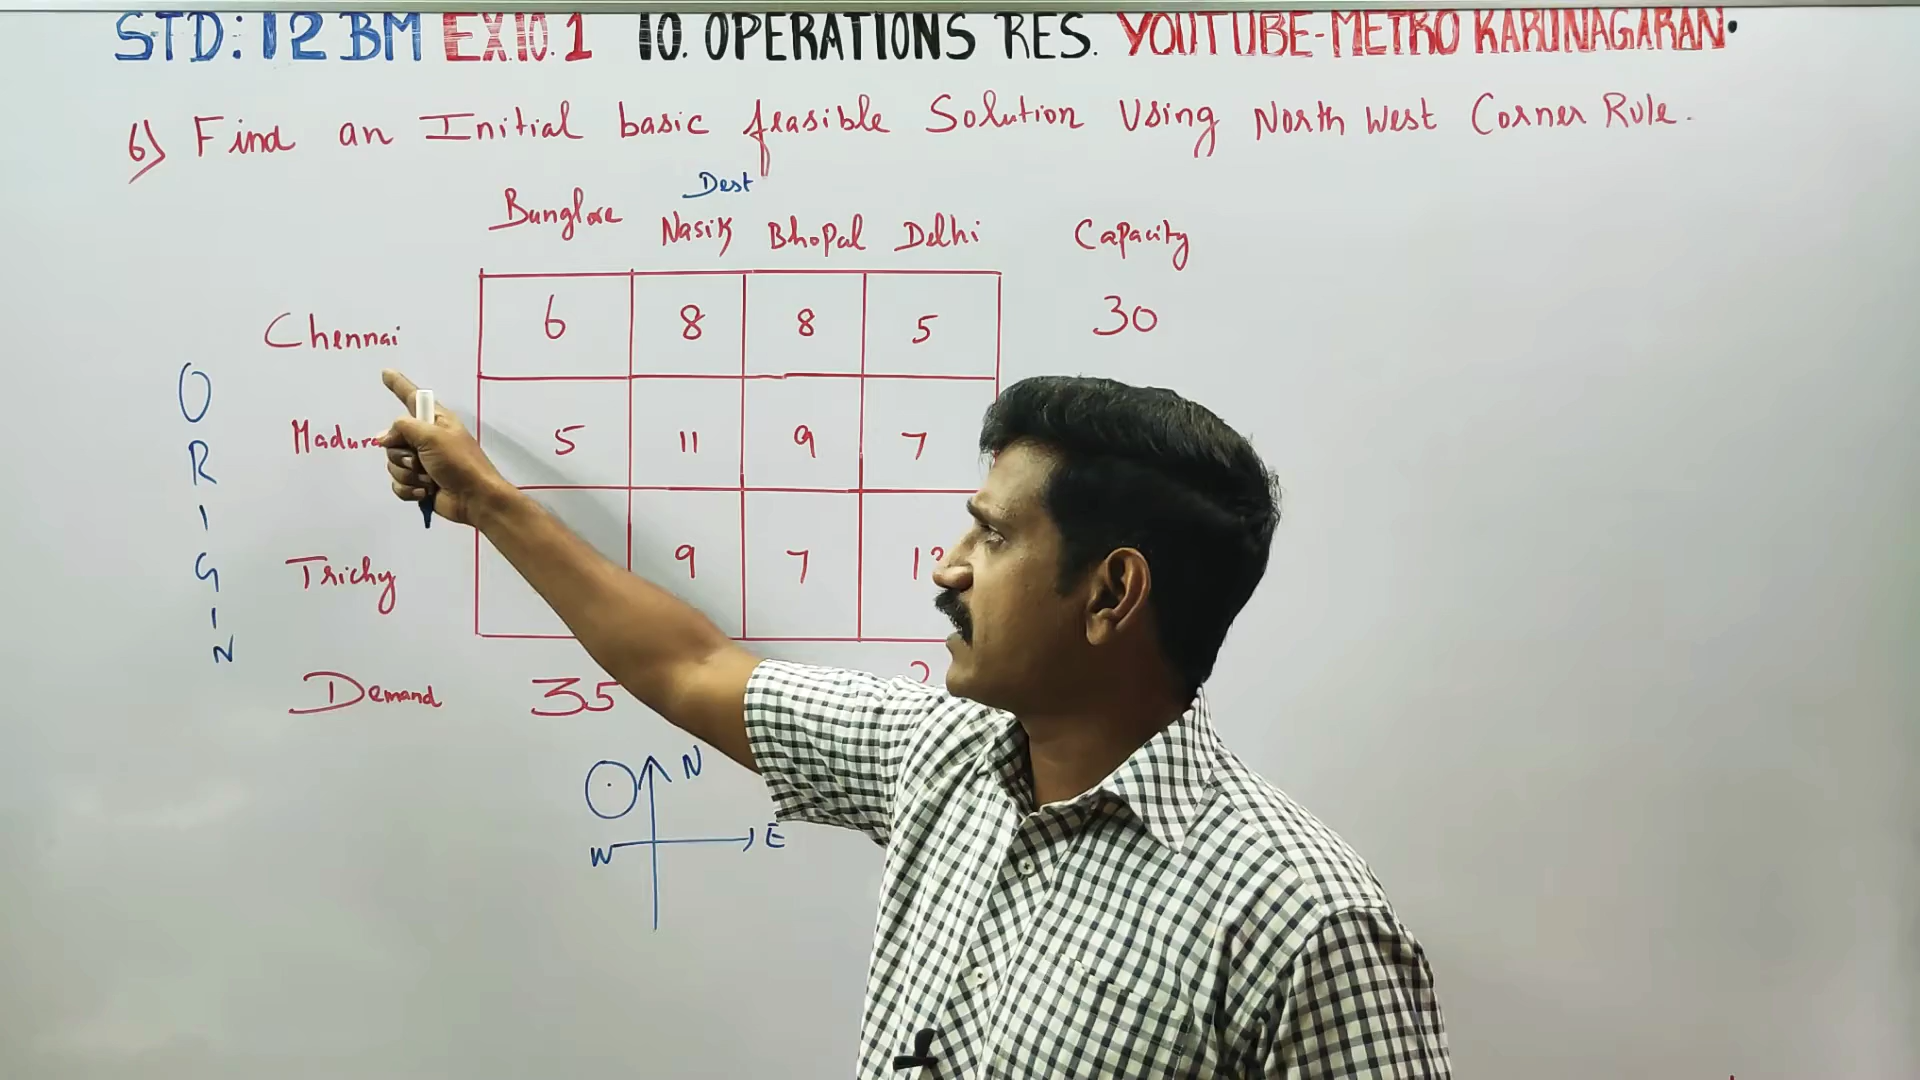 STD: 12 BM EX.10.1 10. OPERATIONS RES. YOUTUBE-METRO KARUNAGARAN.
6) Find an Initial basic feasible Solution Using North West Corner Rule.
Dest
Banglore Nasik Bhopal Delhi Capacity
Chennai 6 8 8 5 30
5 11 9 7
Trichy 9 7
Demand 35
ORIGIN
N
W E